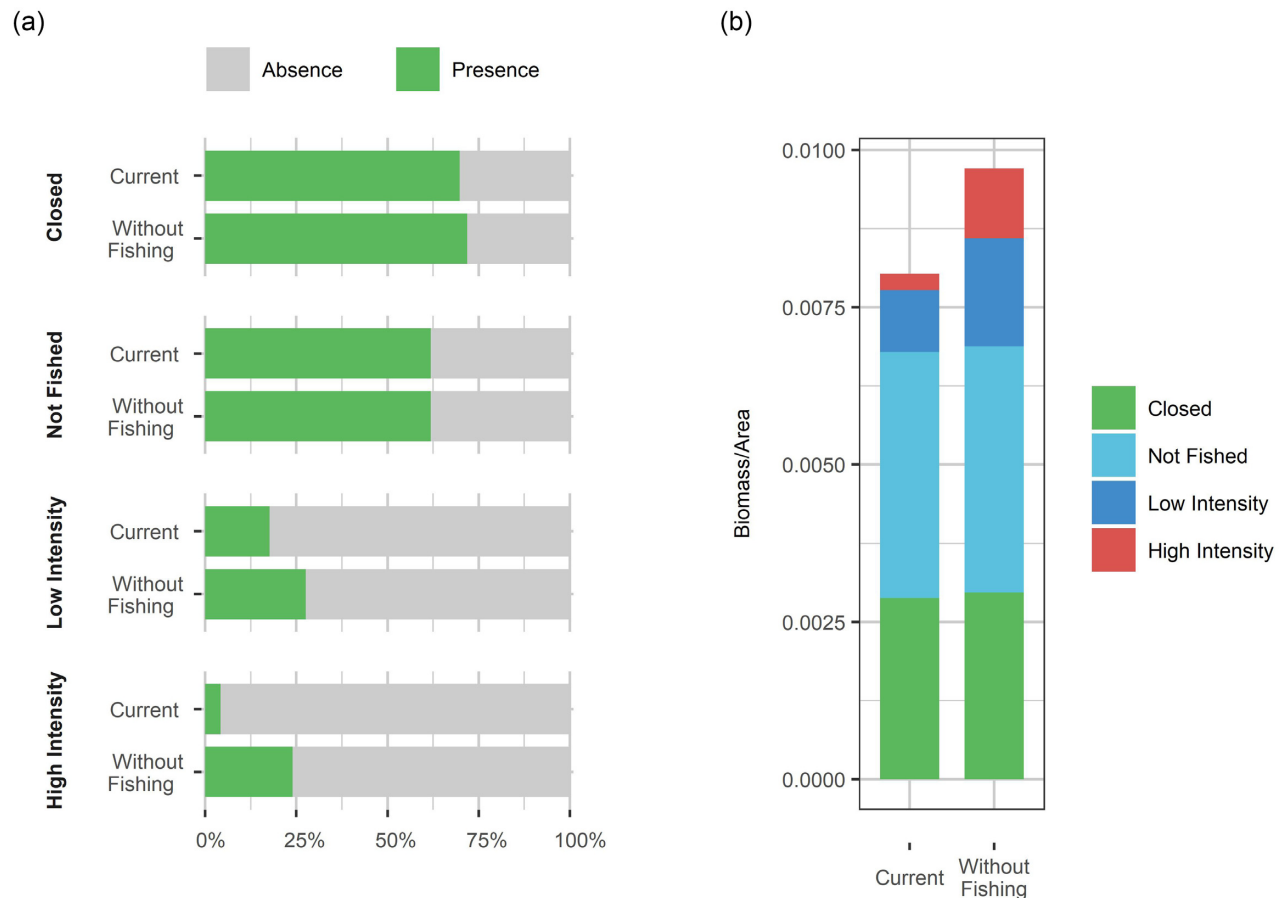 (a)
Absence
Presence
Closed
Current
Without
Fishing
Not Fished
Current
Without
Fishing
Low Intensity
Current
Without
Fishing
High Intensity
Current
Without
Fishing
0%
25%
50%
75%
100%
(b)
Biomass/Area
0.0100
0.0075
0.0050
0.0025
0.0000
Current
Without
Fishing
Closed
Not Fished
Low Intensity
High Intensity